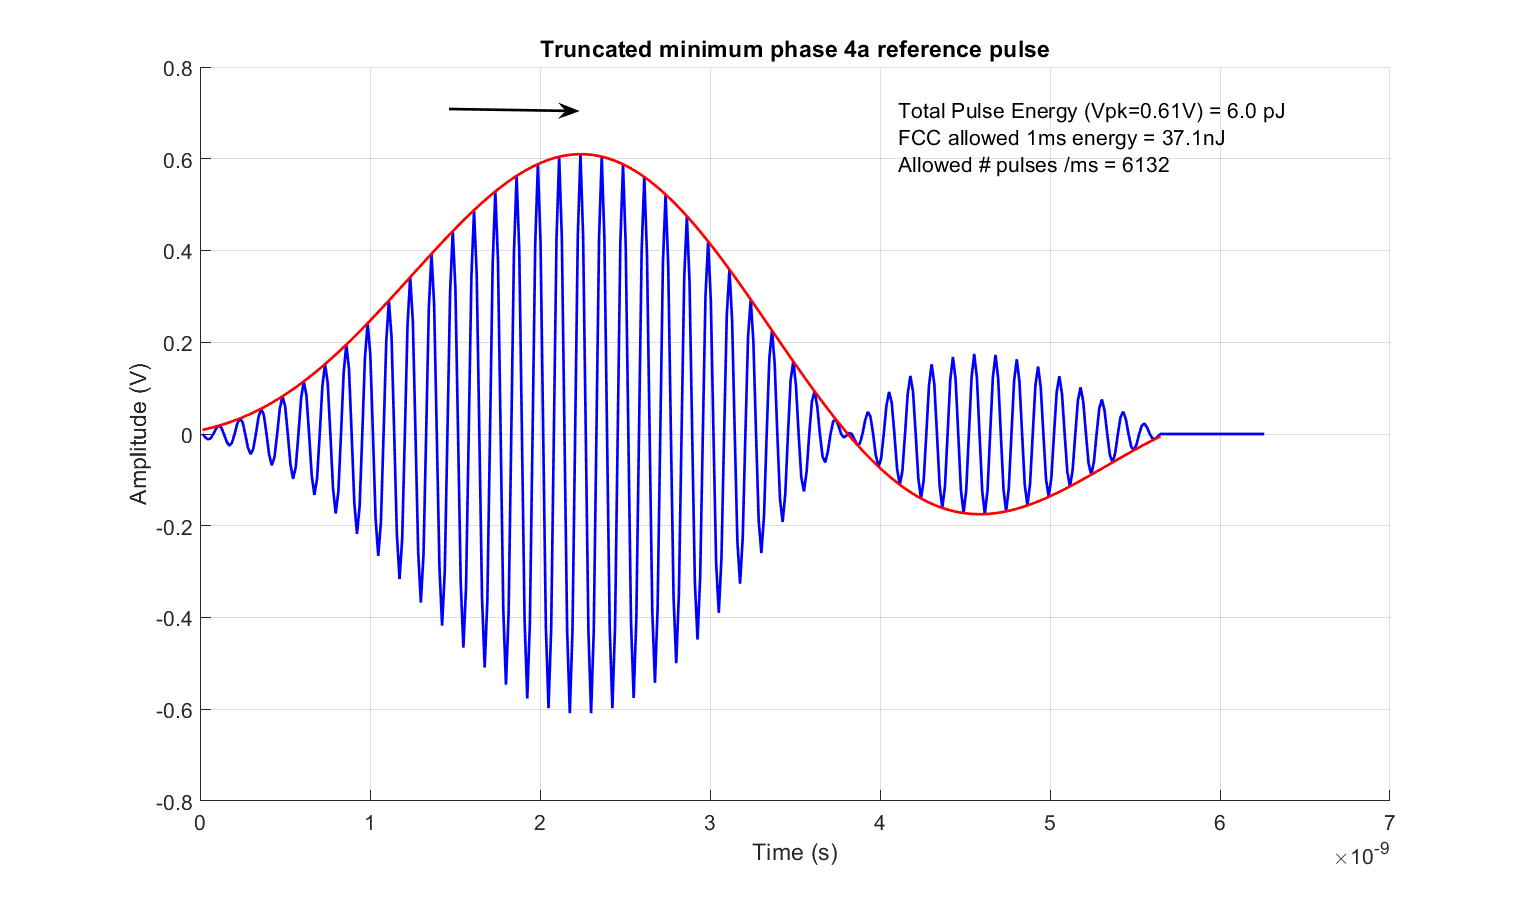 Truncated minimum phase 4a reference pulse
Total Pulse Energy (Vpk=0.61V) = 6.0 pJ
FCC allowed 1ms energy = 37.1nJ
Allowed # pulses /ms = 6132
Amplitude (V)
0.8
0.6
0.4
0.2
0
-0.2
-0.4
-0.6
-0.8
0 1 2 3 4 5 6 7
Time (s)
×10⁻⁹